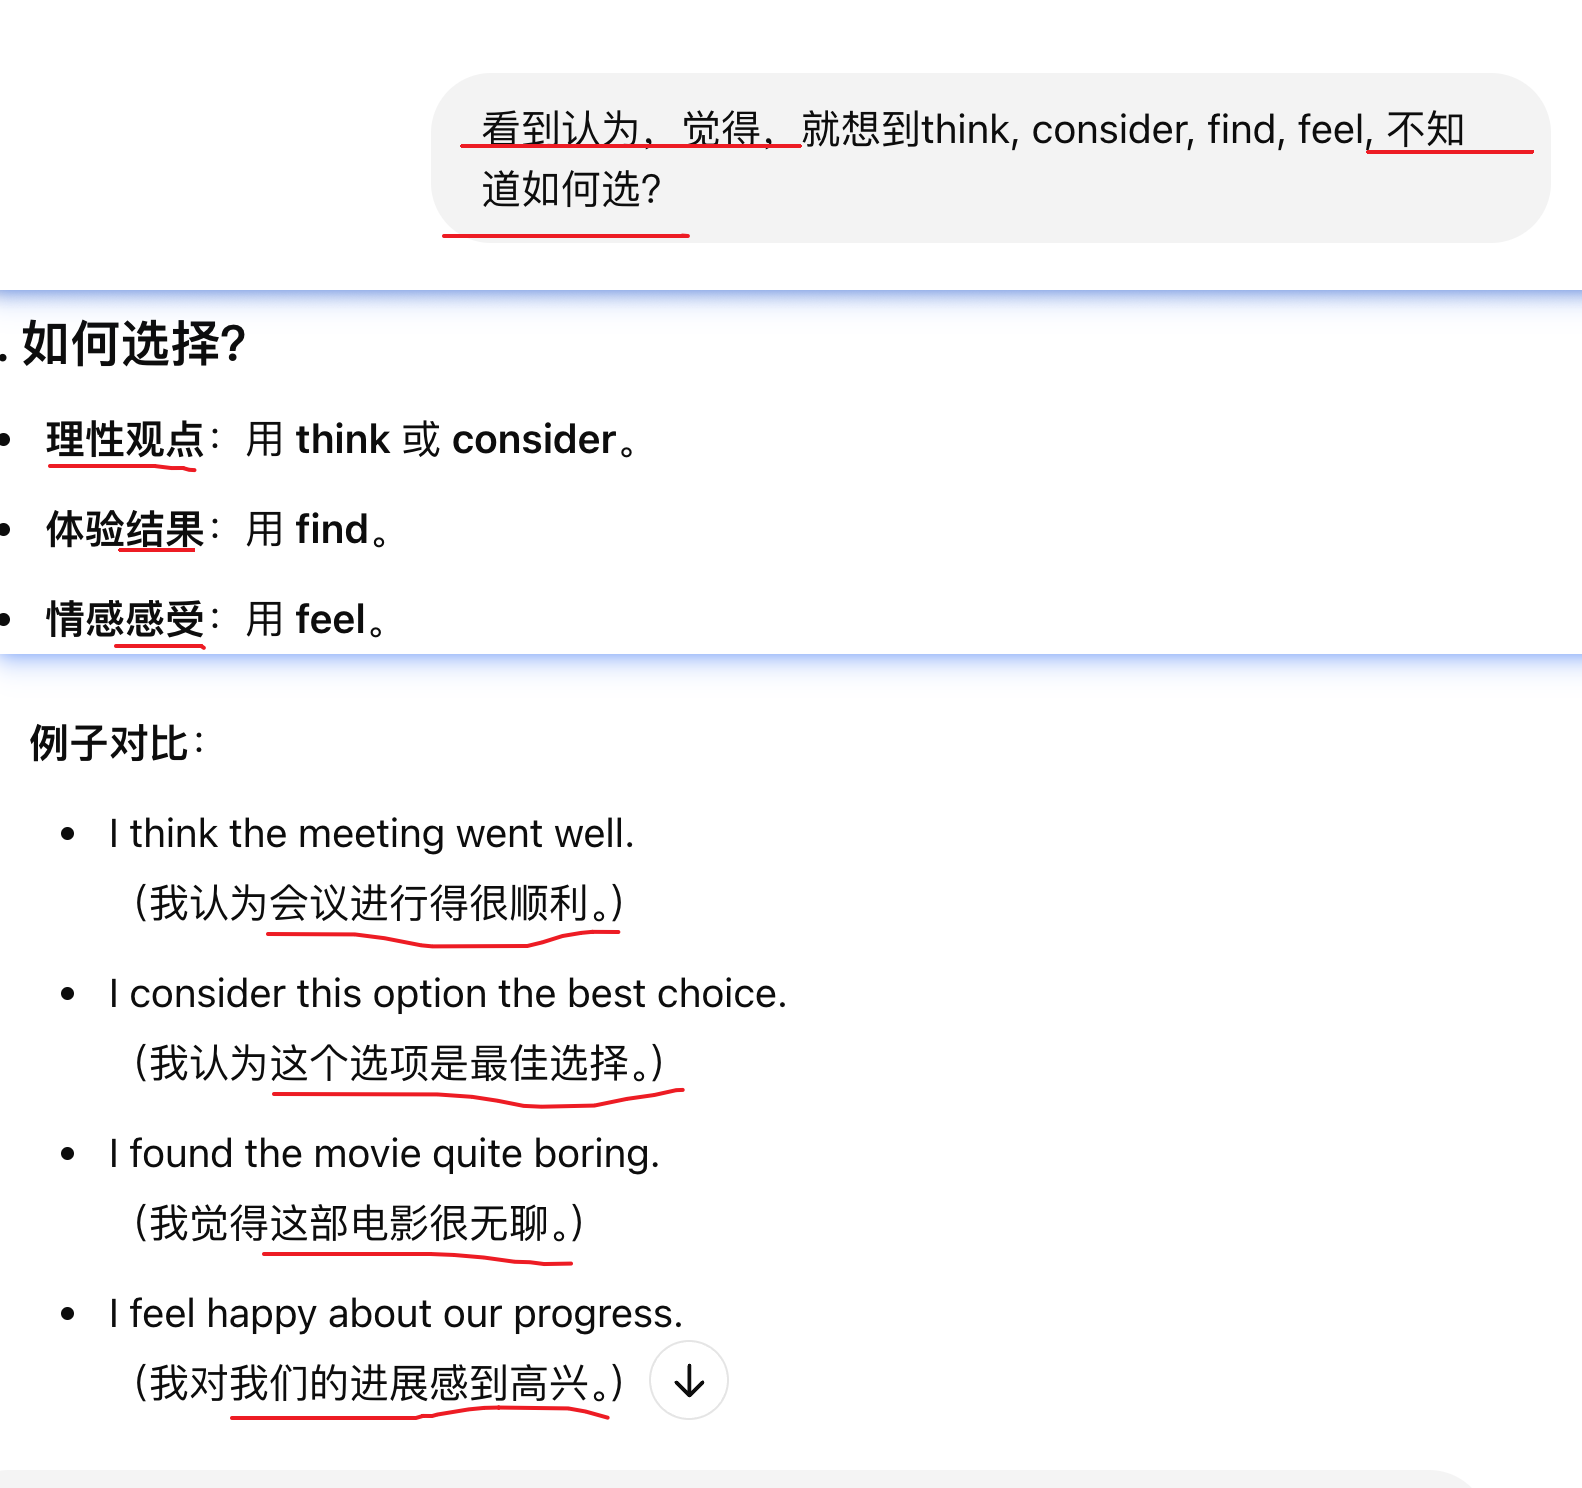 看到认为，觉得，就想到think, consider, find, feel, 不知
道如何选？
. 如何选择？
• 理性观点：用 think 或 consider。
• 体验结果：用 find。
• 情感感受：用 feel。
例子对比：
• I think the meeting went well.
（我认为会议进行得很顺利。）
• I consider this option the best choice.
（我认为这个选项是最佳选择。）
• I found the movie quite boring.
（我觉得这部电影很无聊。）
• I feel happy about our progress.
（我对我们的进展感到高兴。）